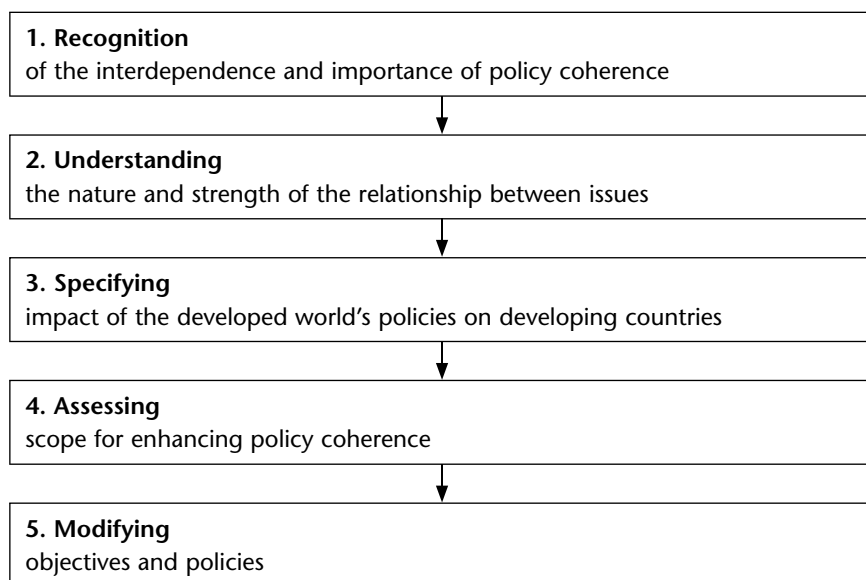 1. Recognition
of the interdependence and importance of policy coherence
2. Understanding
the nature and strength of the relationship between issues
3. Specifying
impact of the developed world's policies on developing countries
4. Assessing
scope for enhancing policy coherence
5. Modifying
objectives and policies